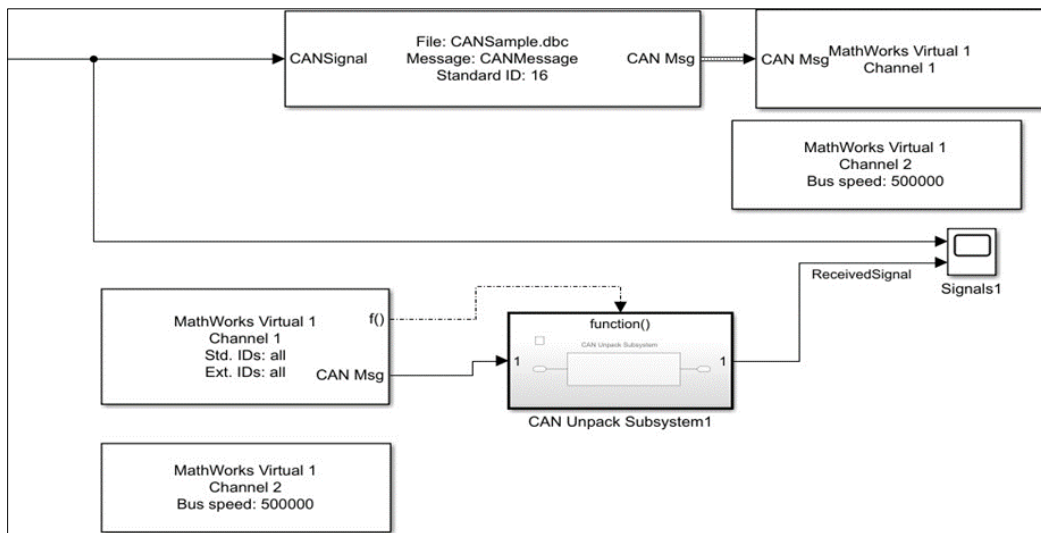 CANSignal
File: CANSample.dbc
Message: CANMessage
Standard ID: 16
CAN Msg
CAN Msg
MathWorks Virtual 1
Channel 1
MathWorks Virtual 1
Channel 2
Bus speed: 500000
ReceivedSignal
Signals1
MathWorks Virtual 1
Channel 1
Std. IDs: all
Ext. IDs: all
f()
CAN Msg
function()
CAN Unpack Subsystem
1
1
CAN Unpack Subsystem1
MathWorks Virtual 1
Channel 2
Bus speed: 500000